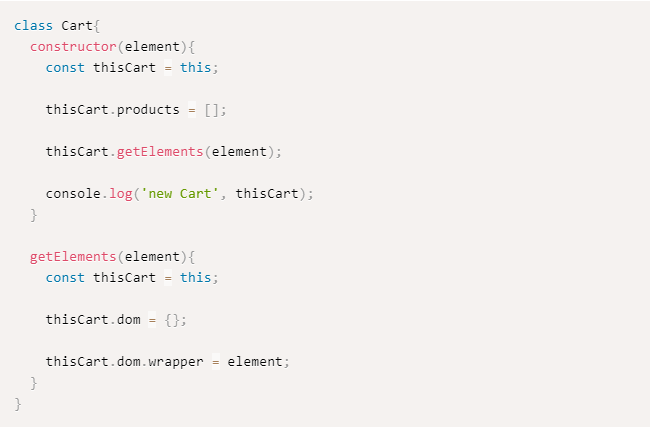 class Cart{
  constructor(element){
    const thisCart = this;

    thisCart.products = [];

    thisCart.getElements(element);

    console.log('new Cart', thisCart);
  }

  getElements(element){
    const thisCart = this;

    thisCart.dom = {};

    thisCart.dom.wrapper = element;
  }
}